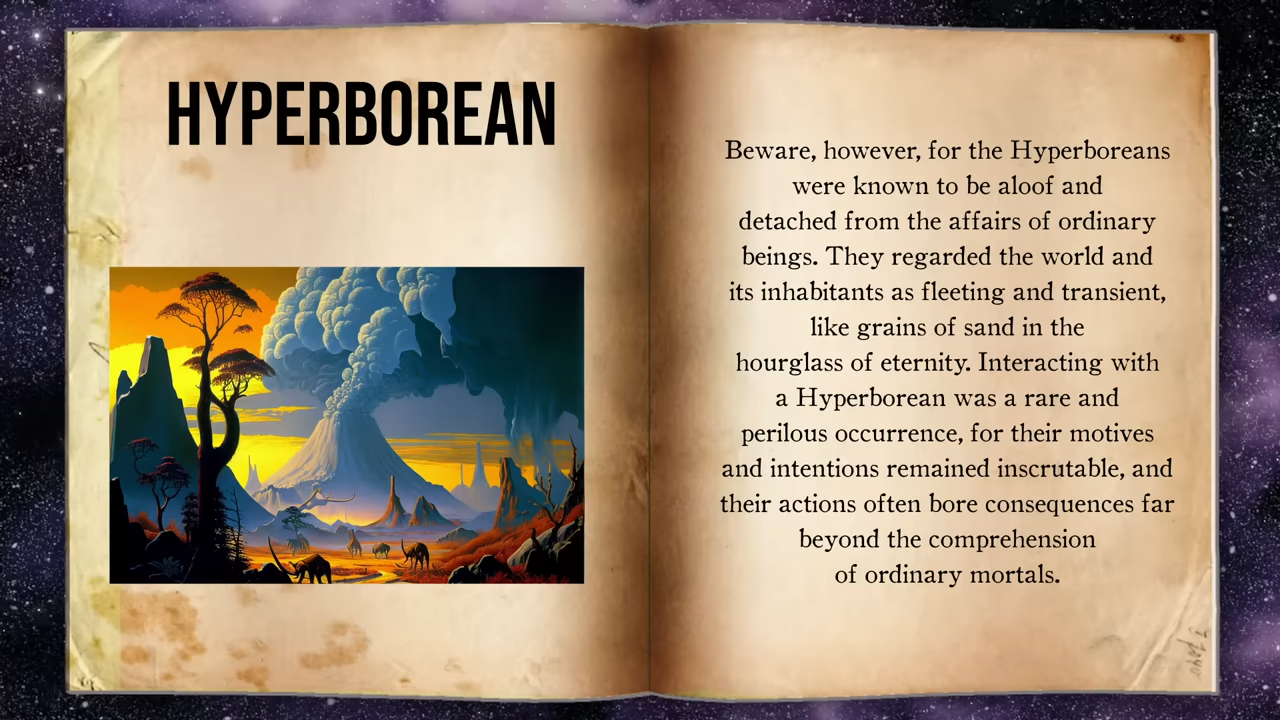 HYPERBOREAN
Beware, however, for the Hyperboreans
were known to be aloof and
detached from the affairs of ordinary
beings. They regarded the world and
its inhabitants as fleeting and transient,
like grains of sand in the
hourglass of eternity. Interacting with
a Hyperborean was a rare and
perilous occurrence, for their motives
and intentions remained inscrutable, and
their actions often bore consequences far
beyond the comprehension
of ordinary mortals.